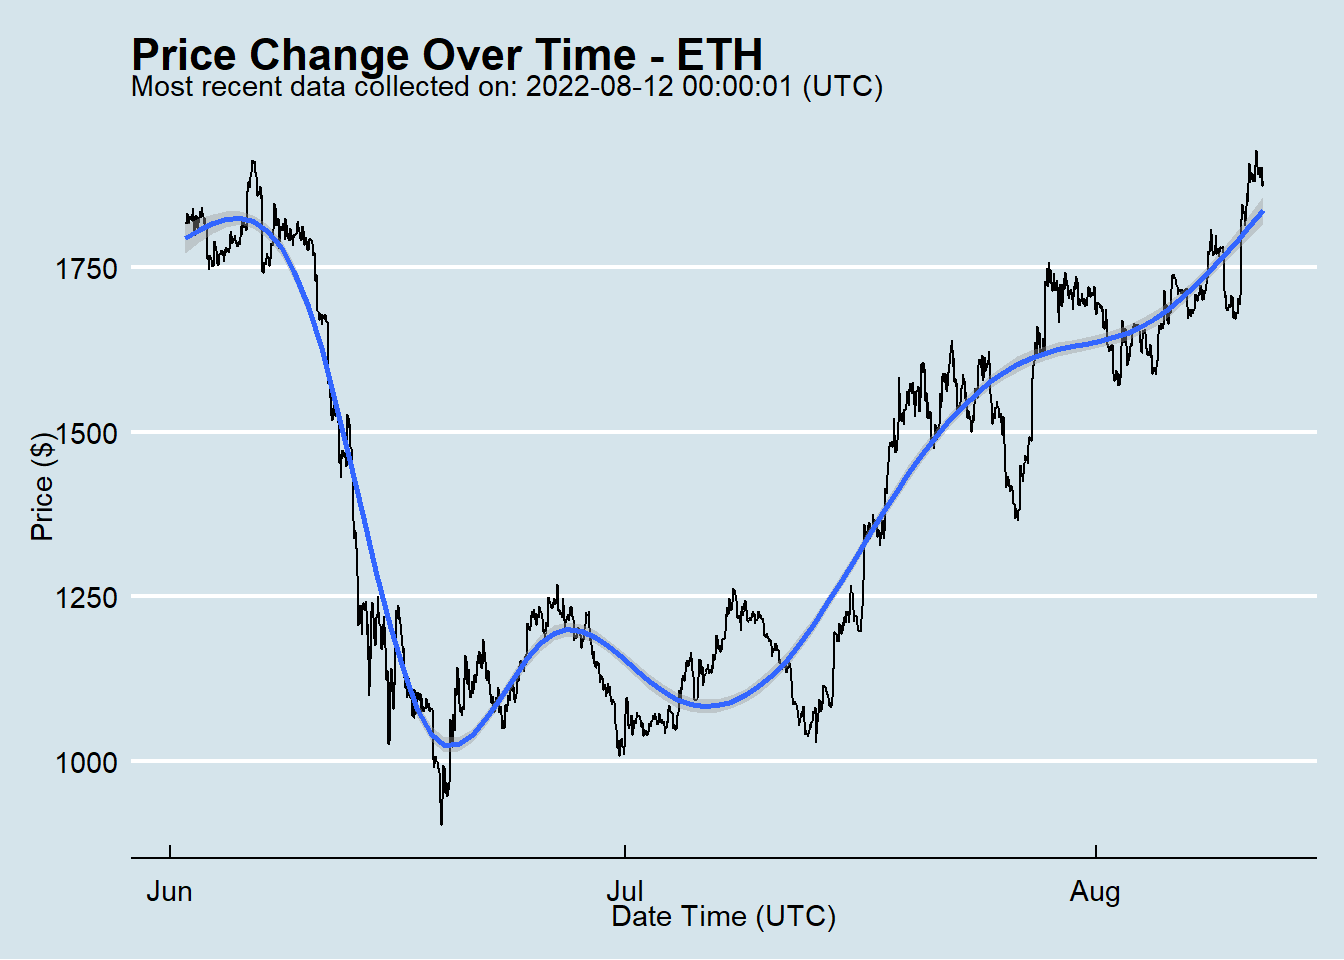 Price Change Over Time - ETH
Most recent data collected on: 2022-08-12 00:00:01 (UTC)
Price ($)
1750
1500
1250
1000
Jun
Jul
Aug
Date Time (UTC)